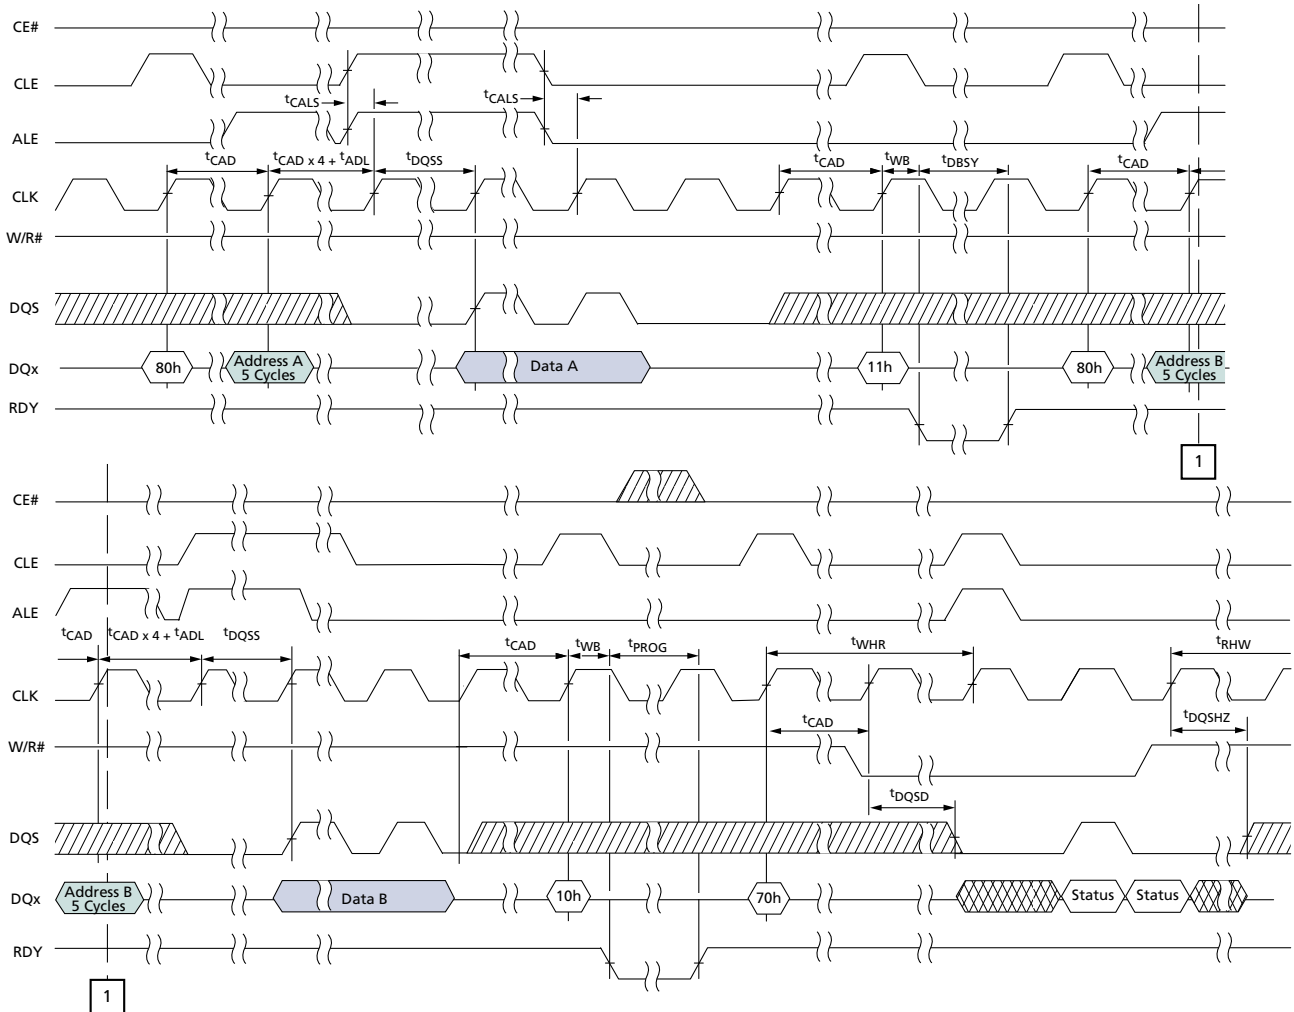 CE#
CLE
tCALS
tCALS
ALE
tCAD
tCAD x 4 + tADL
tDQSS
tCAD
tWB
tDBSY
tCAD
CLK
W/R#
DQS
DQx
80h
Address A
5 Cycles
Data A
11h
80h
Address B
5 Cycles
RDY
1
CE#
CLE
ALE
tCAD
tCAD x 4 + tADL
tDQSS
tCAD
tWB
tPROG
tWHR
tRHW
CLK
tCAD
tDQSHZ
W/R#
tDQSD
DQS
DQx
Address B
5 Cycles
Data B
10h
70h
Status
Status
RDY
1